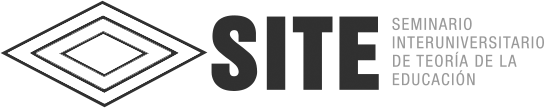 SITE
SEMINARIO
INTERUNIVERSITARIO
DE TEORÍA DE LA
EDUCACIÓN